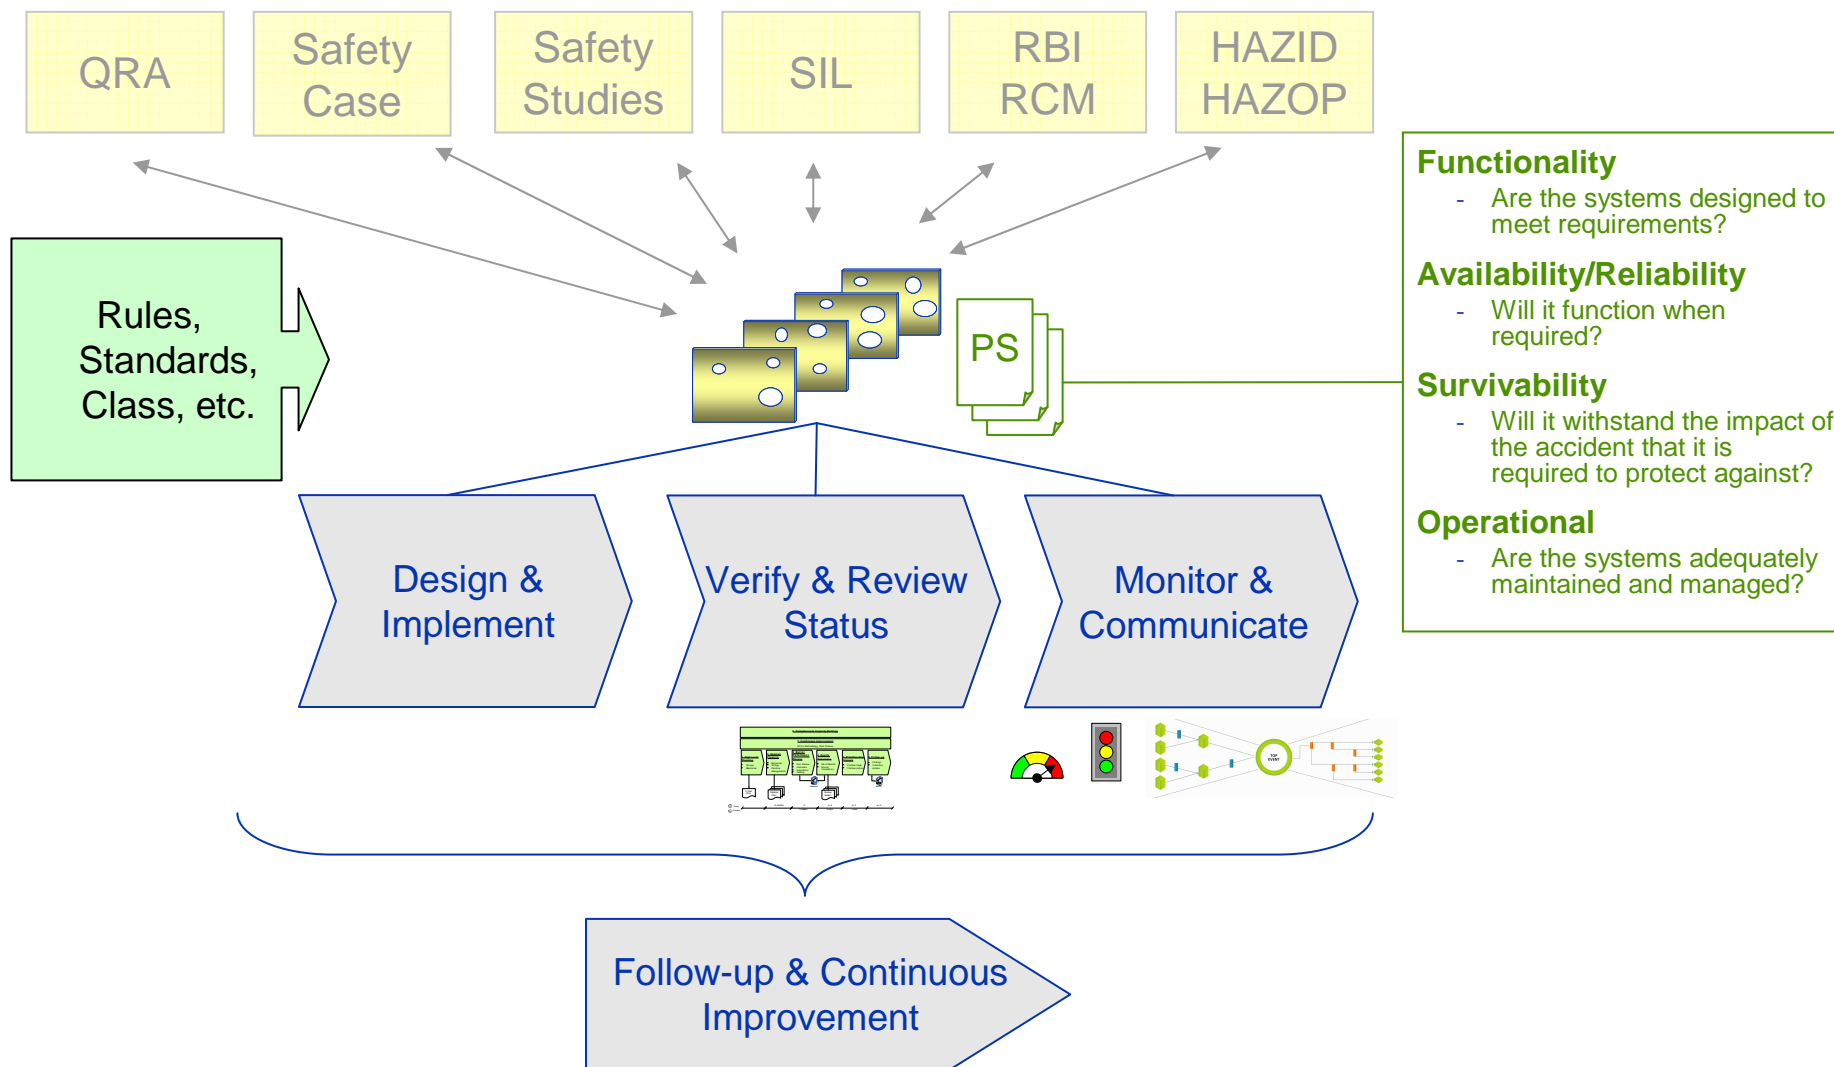 QRA
Safety
Case
Safety
Studies
SIL
RBI
RCM
HAZID
HAZOP
Rules,
Standards,
Class, etc.
PS
Functionality
- Are the systems designed to
meet requirements?
Availability/Reliability
- Will it function when
required?
Survivability
- Will it withstand the impact of
the accident that it is
required to protect against?
Operational
- Are the systems adequately
maintained and managed?
Design &
Implement
Verify & Review
Status
Monitor &
Communicate
TOP
EVENT
Follow-up & Continuous
Improvement